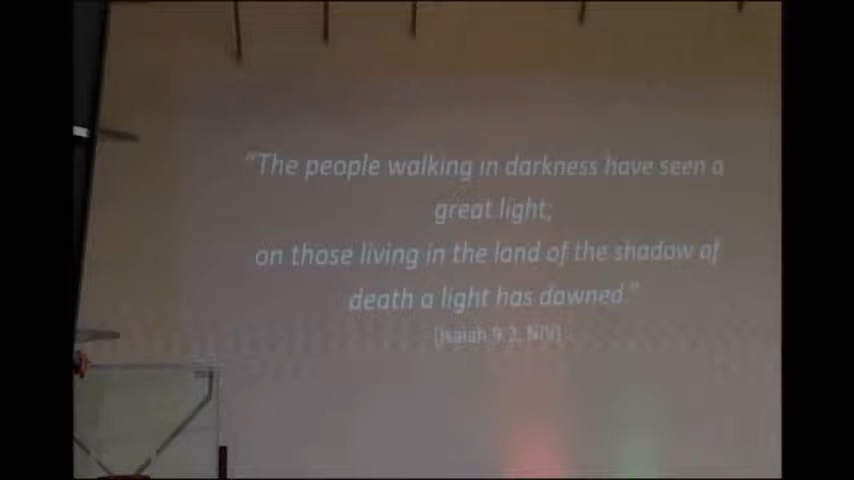 “The people walking in darkness have seen a
great light;
on those living in the land of the shadow of
death a light has dawned.”
(Isaiah 9:2, NIV)